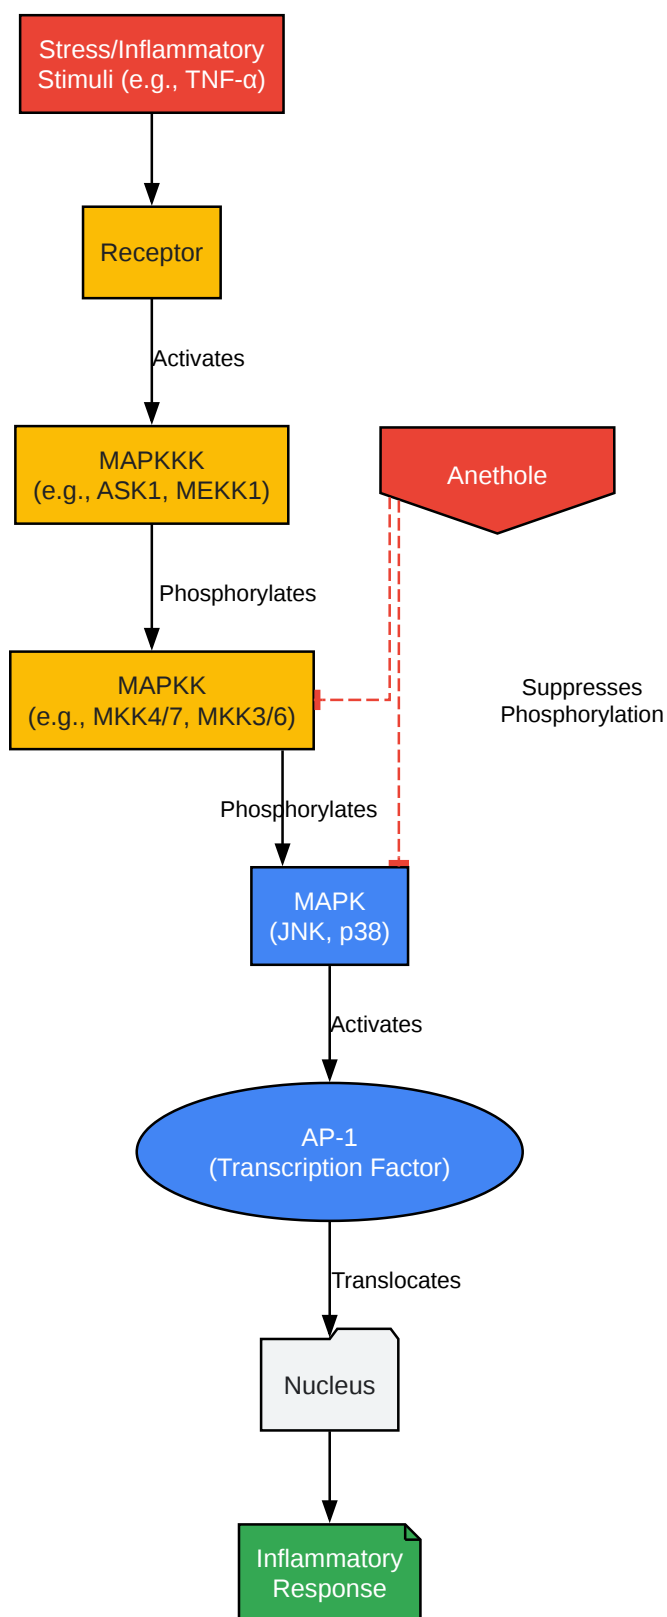 Stress/Inflammatory
Stimuli (e.g., TNF-α)
Receptor
Activates
MAPKKK
(e.g., ASK1, MEKK1)
Anethole
Phosphorylates
MAPKK
(e.g., MKK4/7, MKK3/6)
Suppresses
Phosphorylation
Phosphorylates
MAPK
(JNK, p38)
Activates
AP-1
(Transcription Factor)
Translocates
Nucleus
Inflammatory
Response